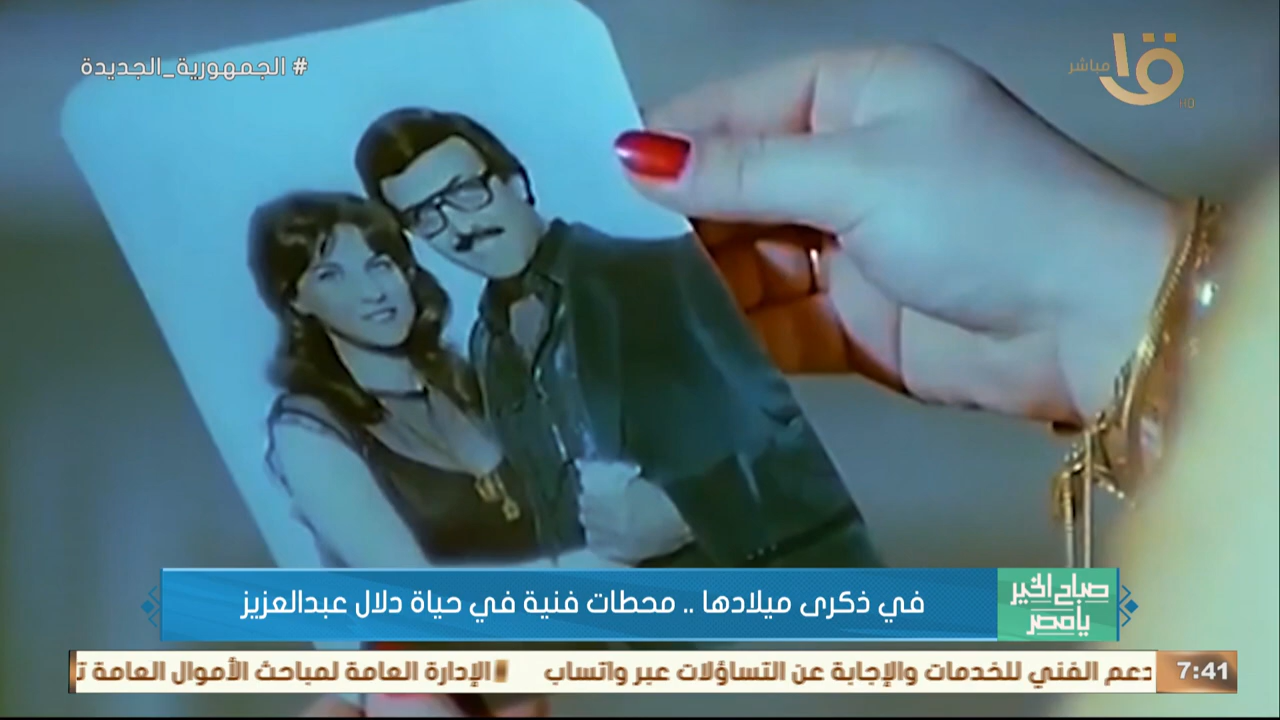 # الجمهورية_الجديدة
مباشر
HD
في ذكرى ميلادها .. محطات فنية في حياة دلال عبدالعزيز
صباح الخير
يا مصر
دعم الفني للخدمات والإجابة عن التساؤلات عبر واتساب الإدارة العامة لمباحث الأموال العامة
7:41